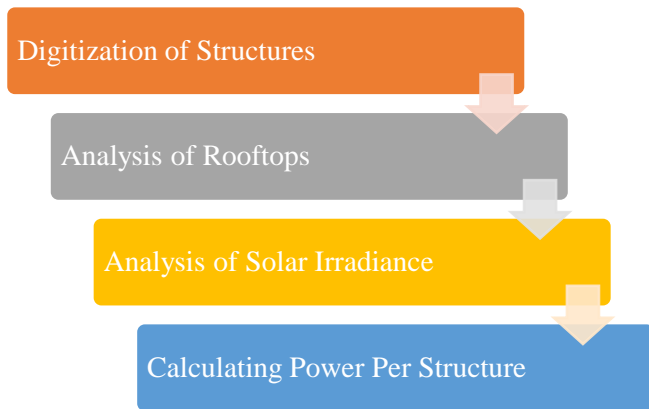 Digitization of Structures
Analysis of Rooftops
Analysis of Solar Irradiance
Calculating Power Per Structure